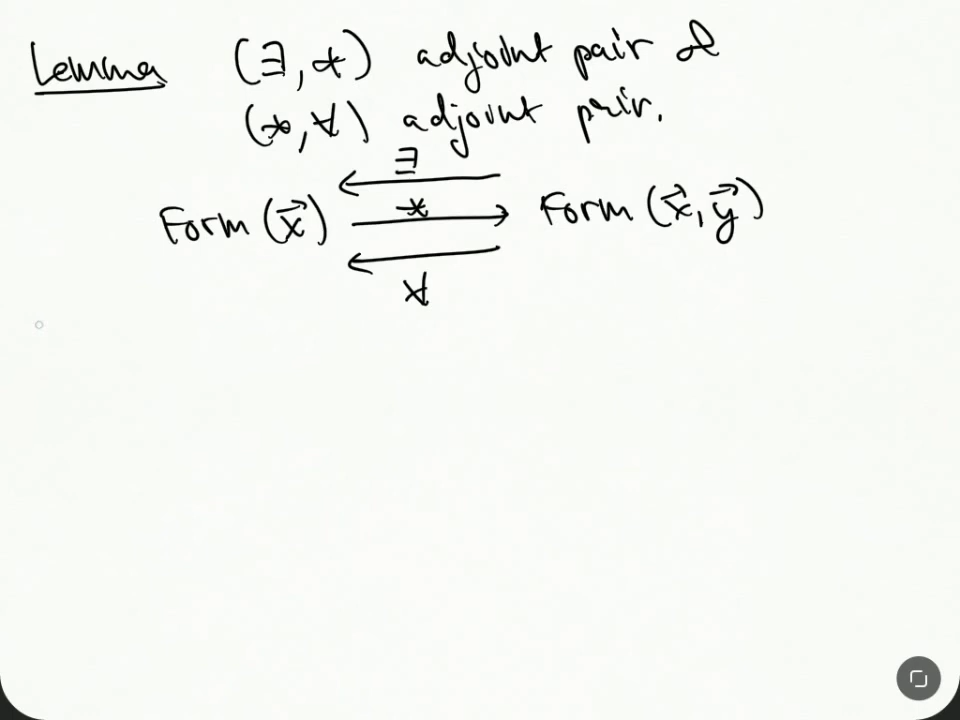 Lemma (∃, *) adjoint pair &
(*, ∀) adjoint pair.
∃
Form (x⃗) * Form (x⃗, y⃗)
∀